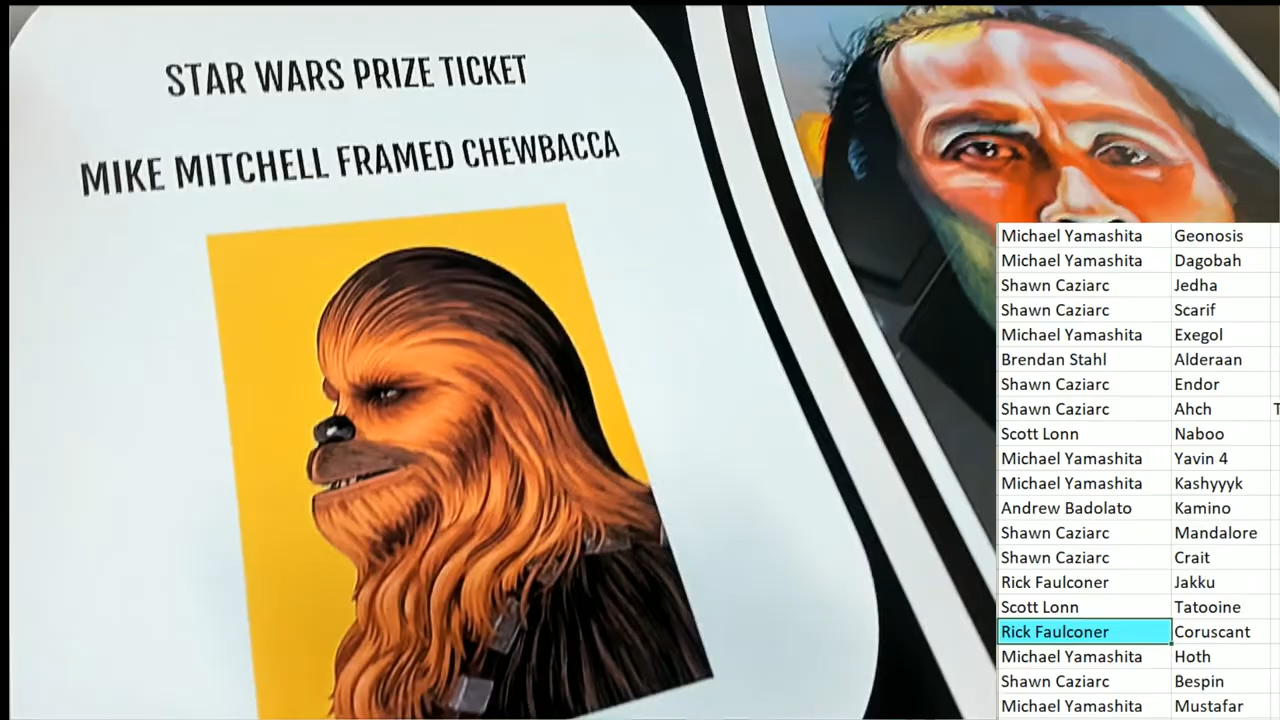 STAR WARS PRIZE TICKET
MIKE MITCHELL FRAMED CHEWBACCA
Michael Yamashita Geonosis
Michael Yamashita Dagobah
Shawn Caziarc Jedha
Shawn Caziarc Scarif
Michael Yamashita Exegol
Brendan Stahl Alderaan
Shawn Caziarc Endor
Shawn Caziarc Ahch T
Scott Lonn Naboo
Michael Yamashita Yavin 4
Michael Yamashita Kashyyyk
Andrew Badolato Kamino
Shawn Caziarc Mandalore
Shawn Caziarc Crait
Rick Faulconer Jakku
Scott Lonn Tatooine
Rick Faulconer Coruscant
Michael Yamashita Hoth
Shawn Caziarc Bespin
Michael Yamashita Mustafar